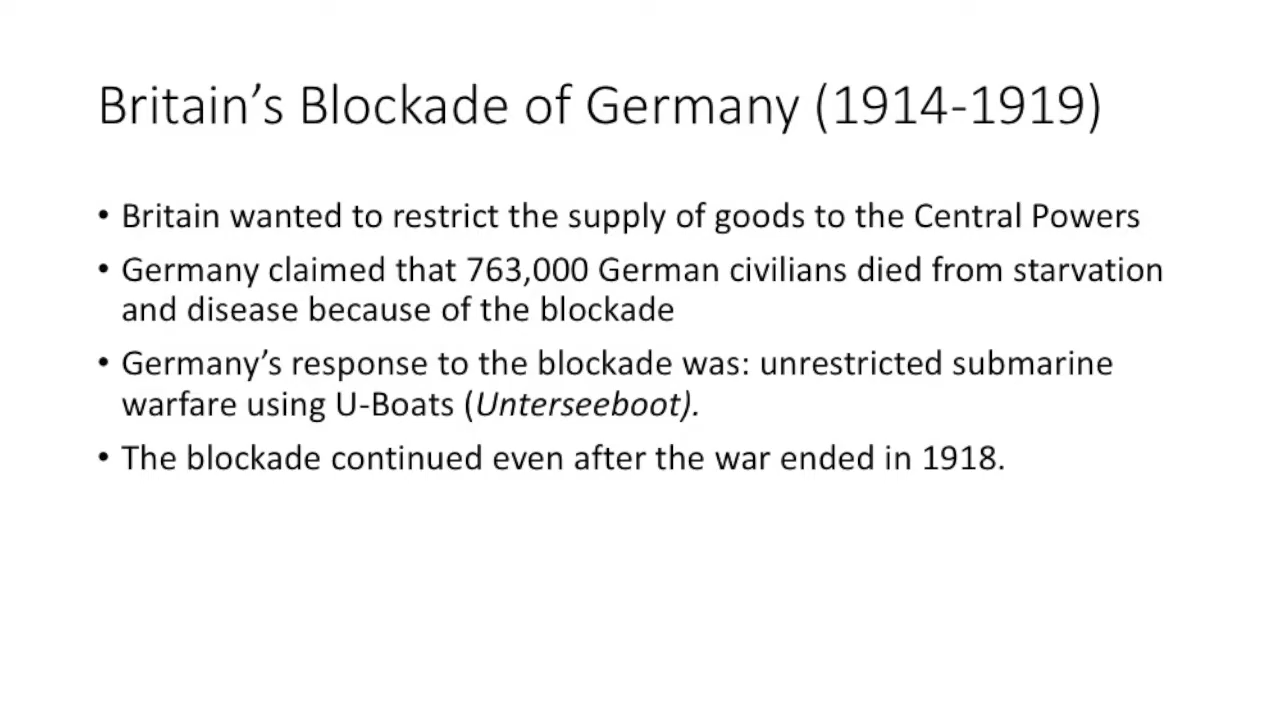 Britain’s Blockade of Germany (1914-1919)
• Britain wanted to restrict the supply of goods to the Central Powers
• Germany claimed that 763,000 German civilians died from starvation
and disease because of the blockade
• Germany’s response to the blockade was: unrestricted submarine
warfare using U-Boats (Unterseeboot).
• The blockade continued even after the war ended in 1918.